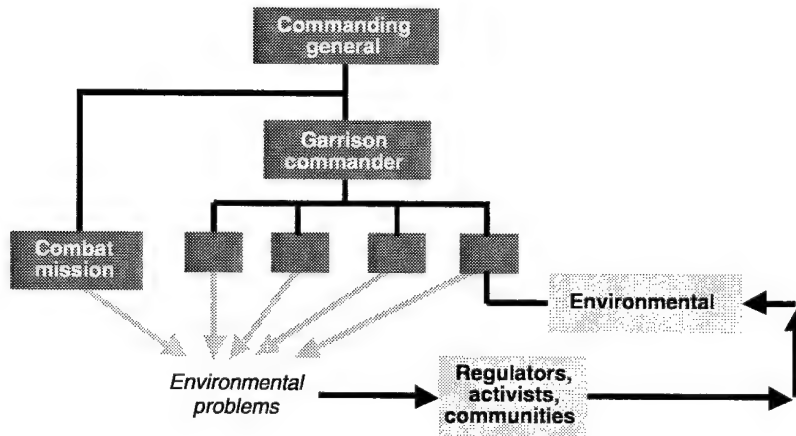 Commanding
general
Garrison
commander
Combat
mission
Environmental
Environmental
problems
Regulators,
activists,
communities